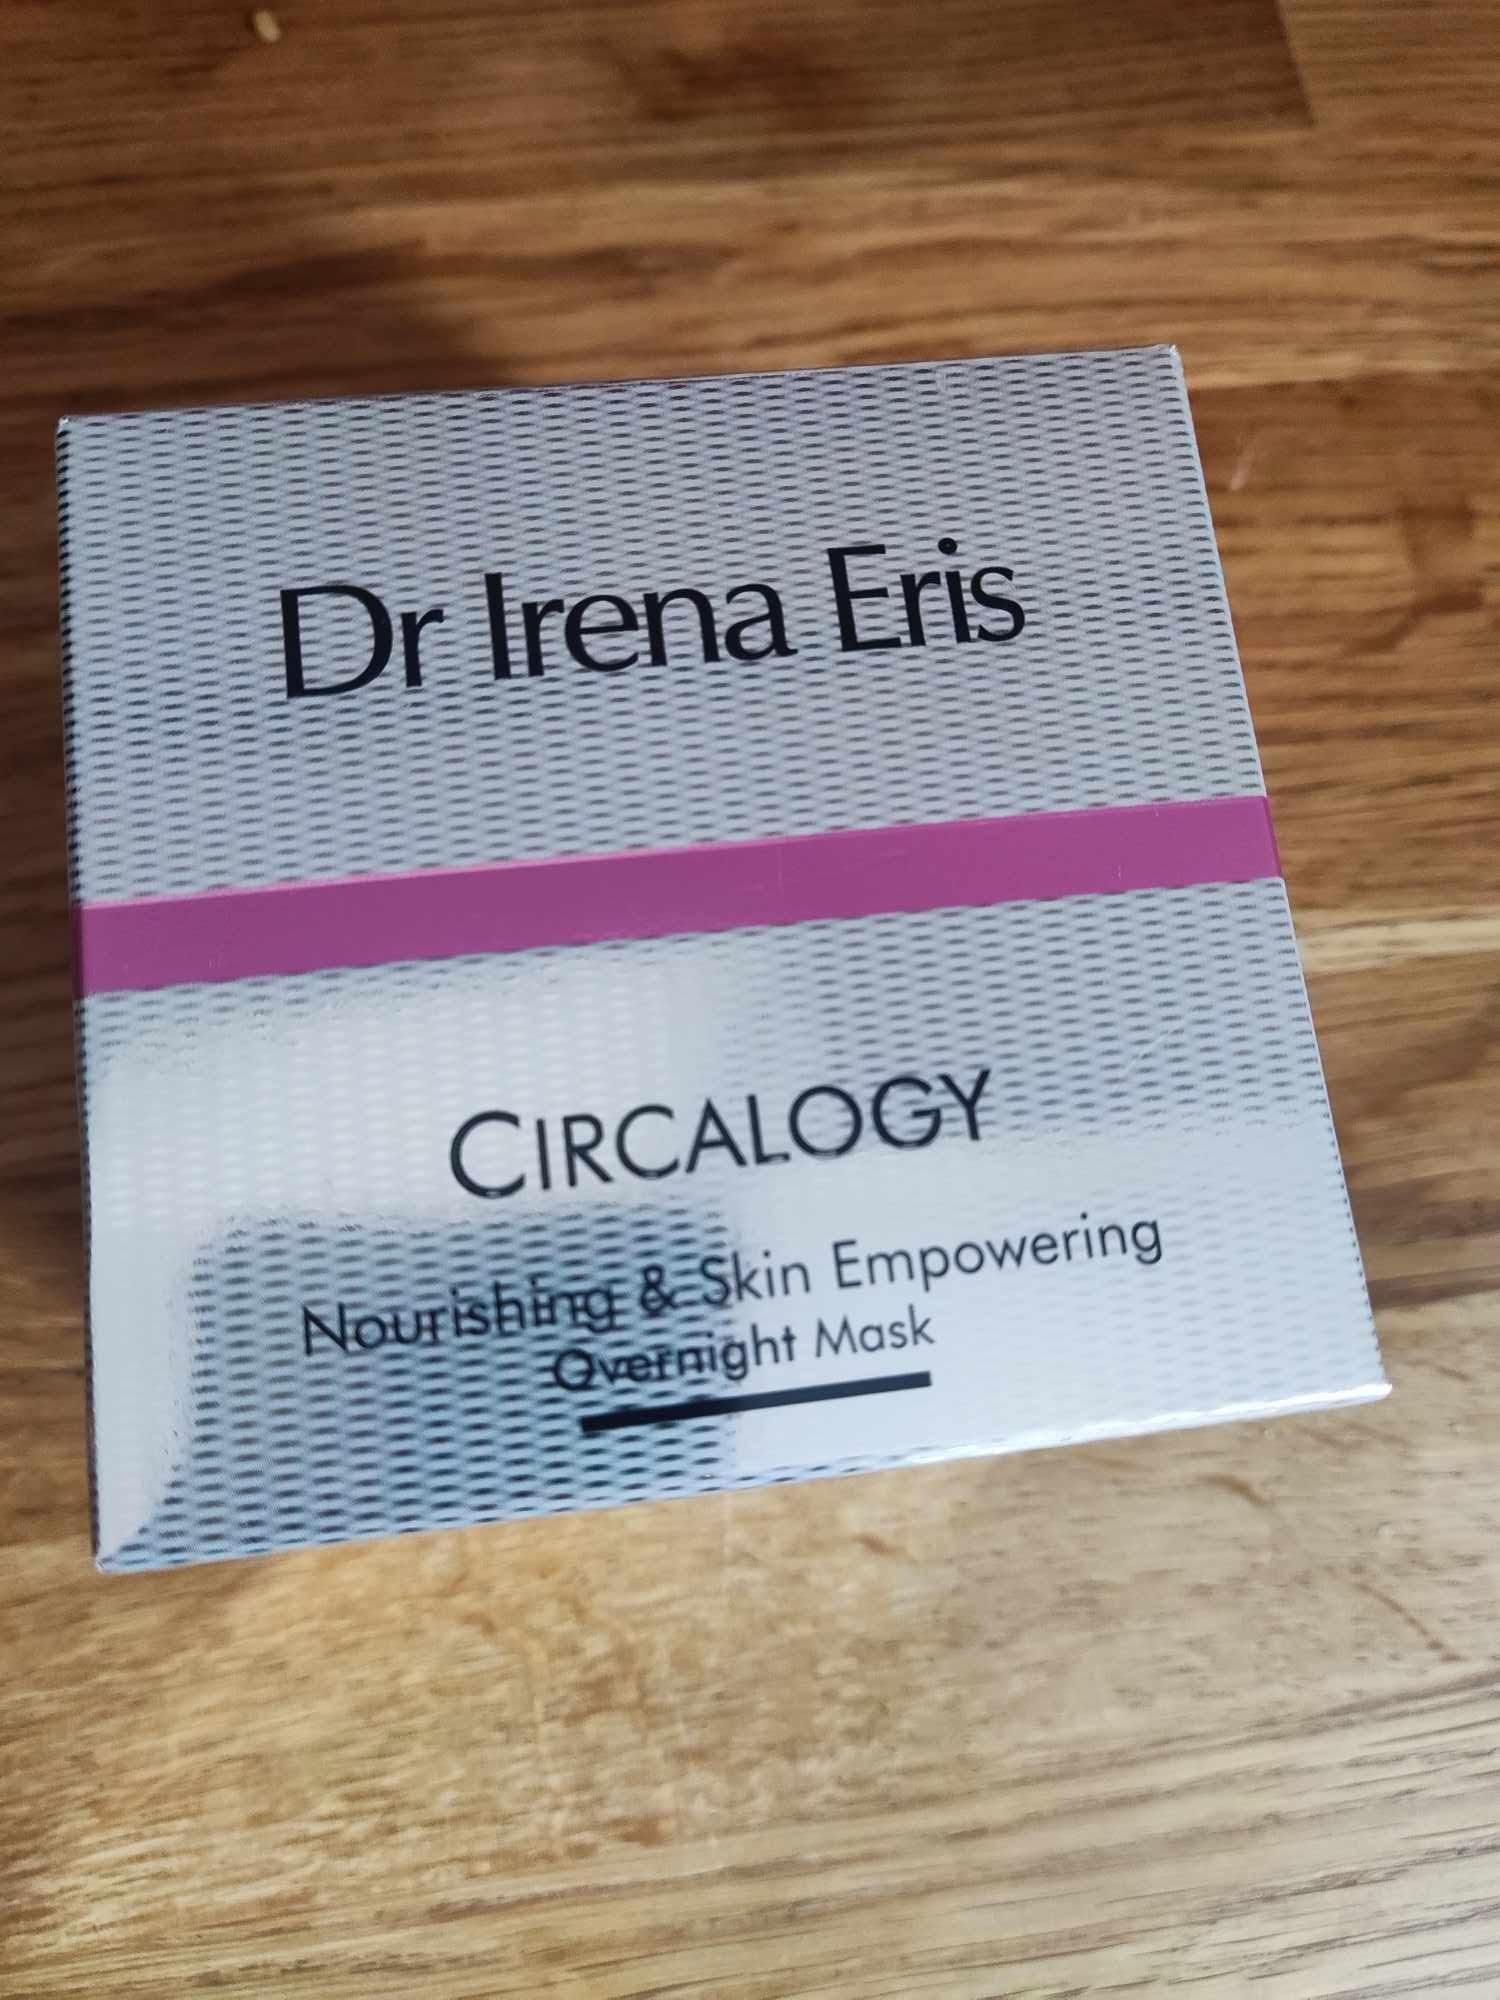 Dr Irena Eris
CIRCALOGY
Nourishing & Skin Empowering
Overnight Mask